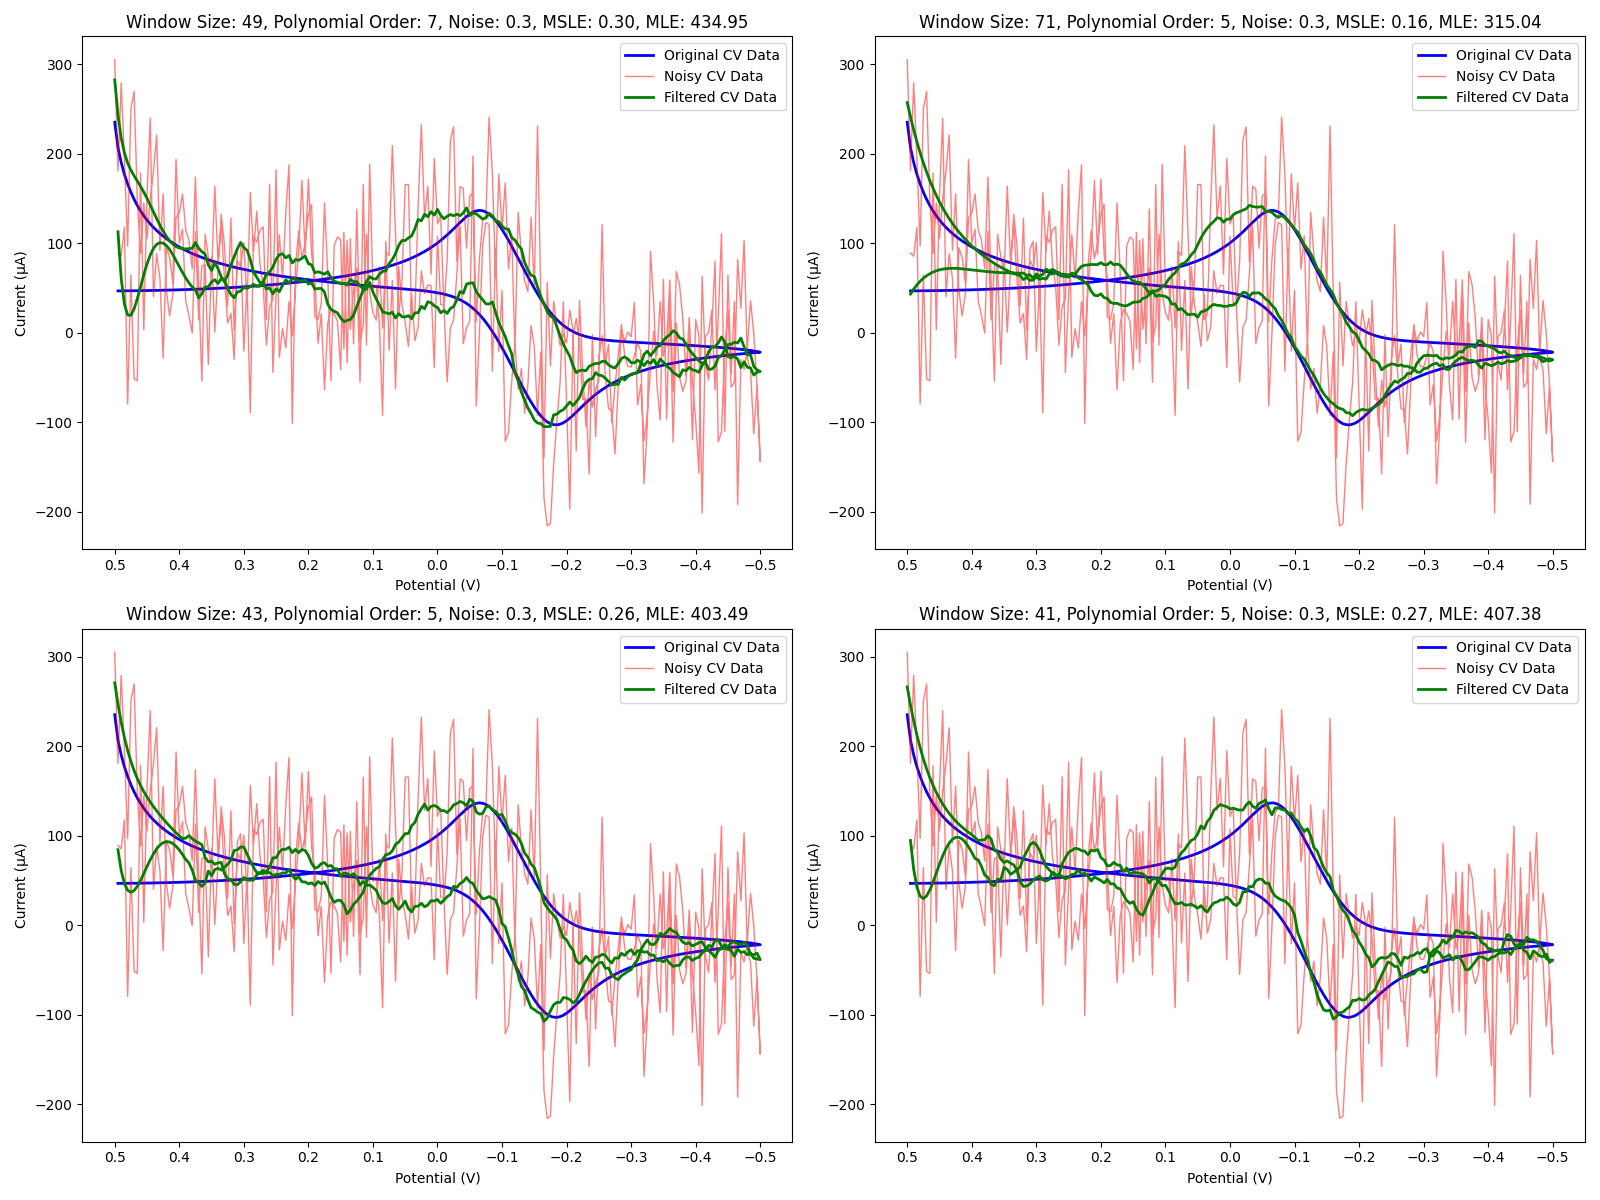 Window Size: 49, Polynomial Order: 7, Noise: 0.3, MSLE: 0.30, MLE: 434.95
Original CV Data
Noisy CV Data
Filtered CV Data
300
200
100
0
−100
−200
Current (μA)
0.5 0.4 0.3 0.2 0.1 0.0 −0.1 −0.2 −0.3 −0.4 −0.5
Potential (V)
Window Size: 71, Polynomial Order: 5, Noise: 0.3, MSLE: 0.16, MLE: 315.04
Original CV Data
Noisy CV Data
Filtered CV Data
300
200
100
0
−100
−200
Current (μA)
0.5 0.4 0.3 0.2 0.1 0.0 −0.1 −0.2 −0.3 −0.4 −0.5
Potential (V)
Window Size: 43, Polynomial Order: 5, Noise: 0.3, MSLE: 0.26, MLE: 403.49
Original CV Data
Noisy CV Data
Filtered CV Data
300
200
100
0
−100
−200
Current (μA)
0.5 0.4 0.3 0.2 0.1 0.0 −0.1 −0.2 −0.3 −0.4 −0.5
Potential (V)
Window Size: 41, Polynomial Order: 5, Noise: 0.3, MSLE: 0.27, MLE: 407.38
Original CV Data
Noisy CV Data
Filtered CV Data
300
200
100
0
−100
−200
Current (μA)
0.5 0.4 0.3 0.2 0.1 0.0 −0.1 −0.2 −0.3 −0.4 −0.5
Potential (V)